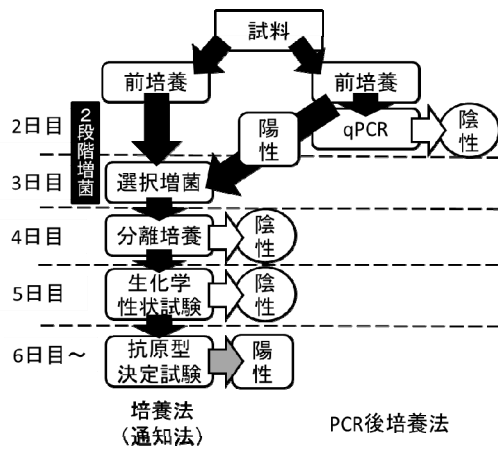 試料
前培養
前培養
2日目
2段階増菌
陽性
qPCR
陰性
3日目
選択増菌
4日目
分離培養
陰性
5日目
生化学
性状試験
陰性
6日目~
抗原型
決定試験
陽性
培養法
(通知法)
PCR後培養法